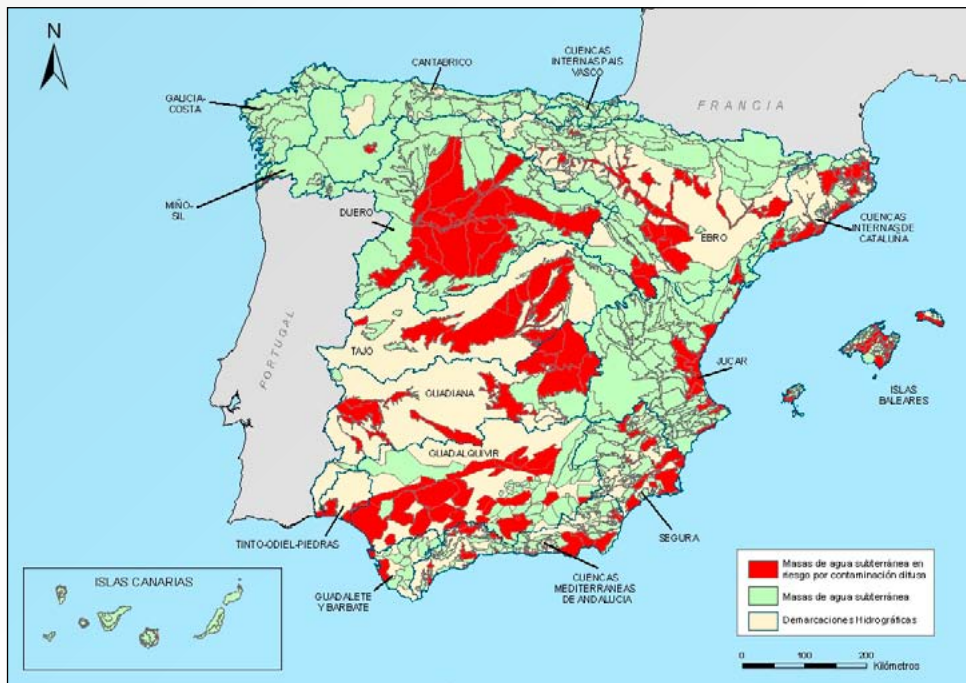 N
CUENCAS
INTERNAS PAIS
VASCO
CANTABRICO
GALICIA-
COSTA
FRANCIA
MIÑO-
SIL
DUERO
EBRO
CUENCAS
INTERNAS DE
CATALUÑA
PORTUGAL
TAJO
JUCAR
GUADIANA
ISLAS
BALEARES
GUADALQUIVIR
TINTO-ODIEL-PIEDRAS
SEGURA
GUADALETE
Y BARBATE
CUENCAS
MEDITERRANEAS
DE ANDALUCIA
ISLAS CANARIAS
Masas de agua subterránea en
riesgo por contaminación difusa
Masas de agua subterránea
Demarcaciones Hidrográficas
0 100 200
Kilómetros